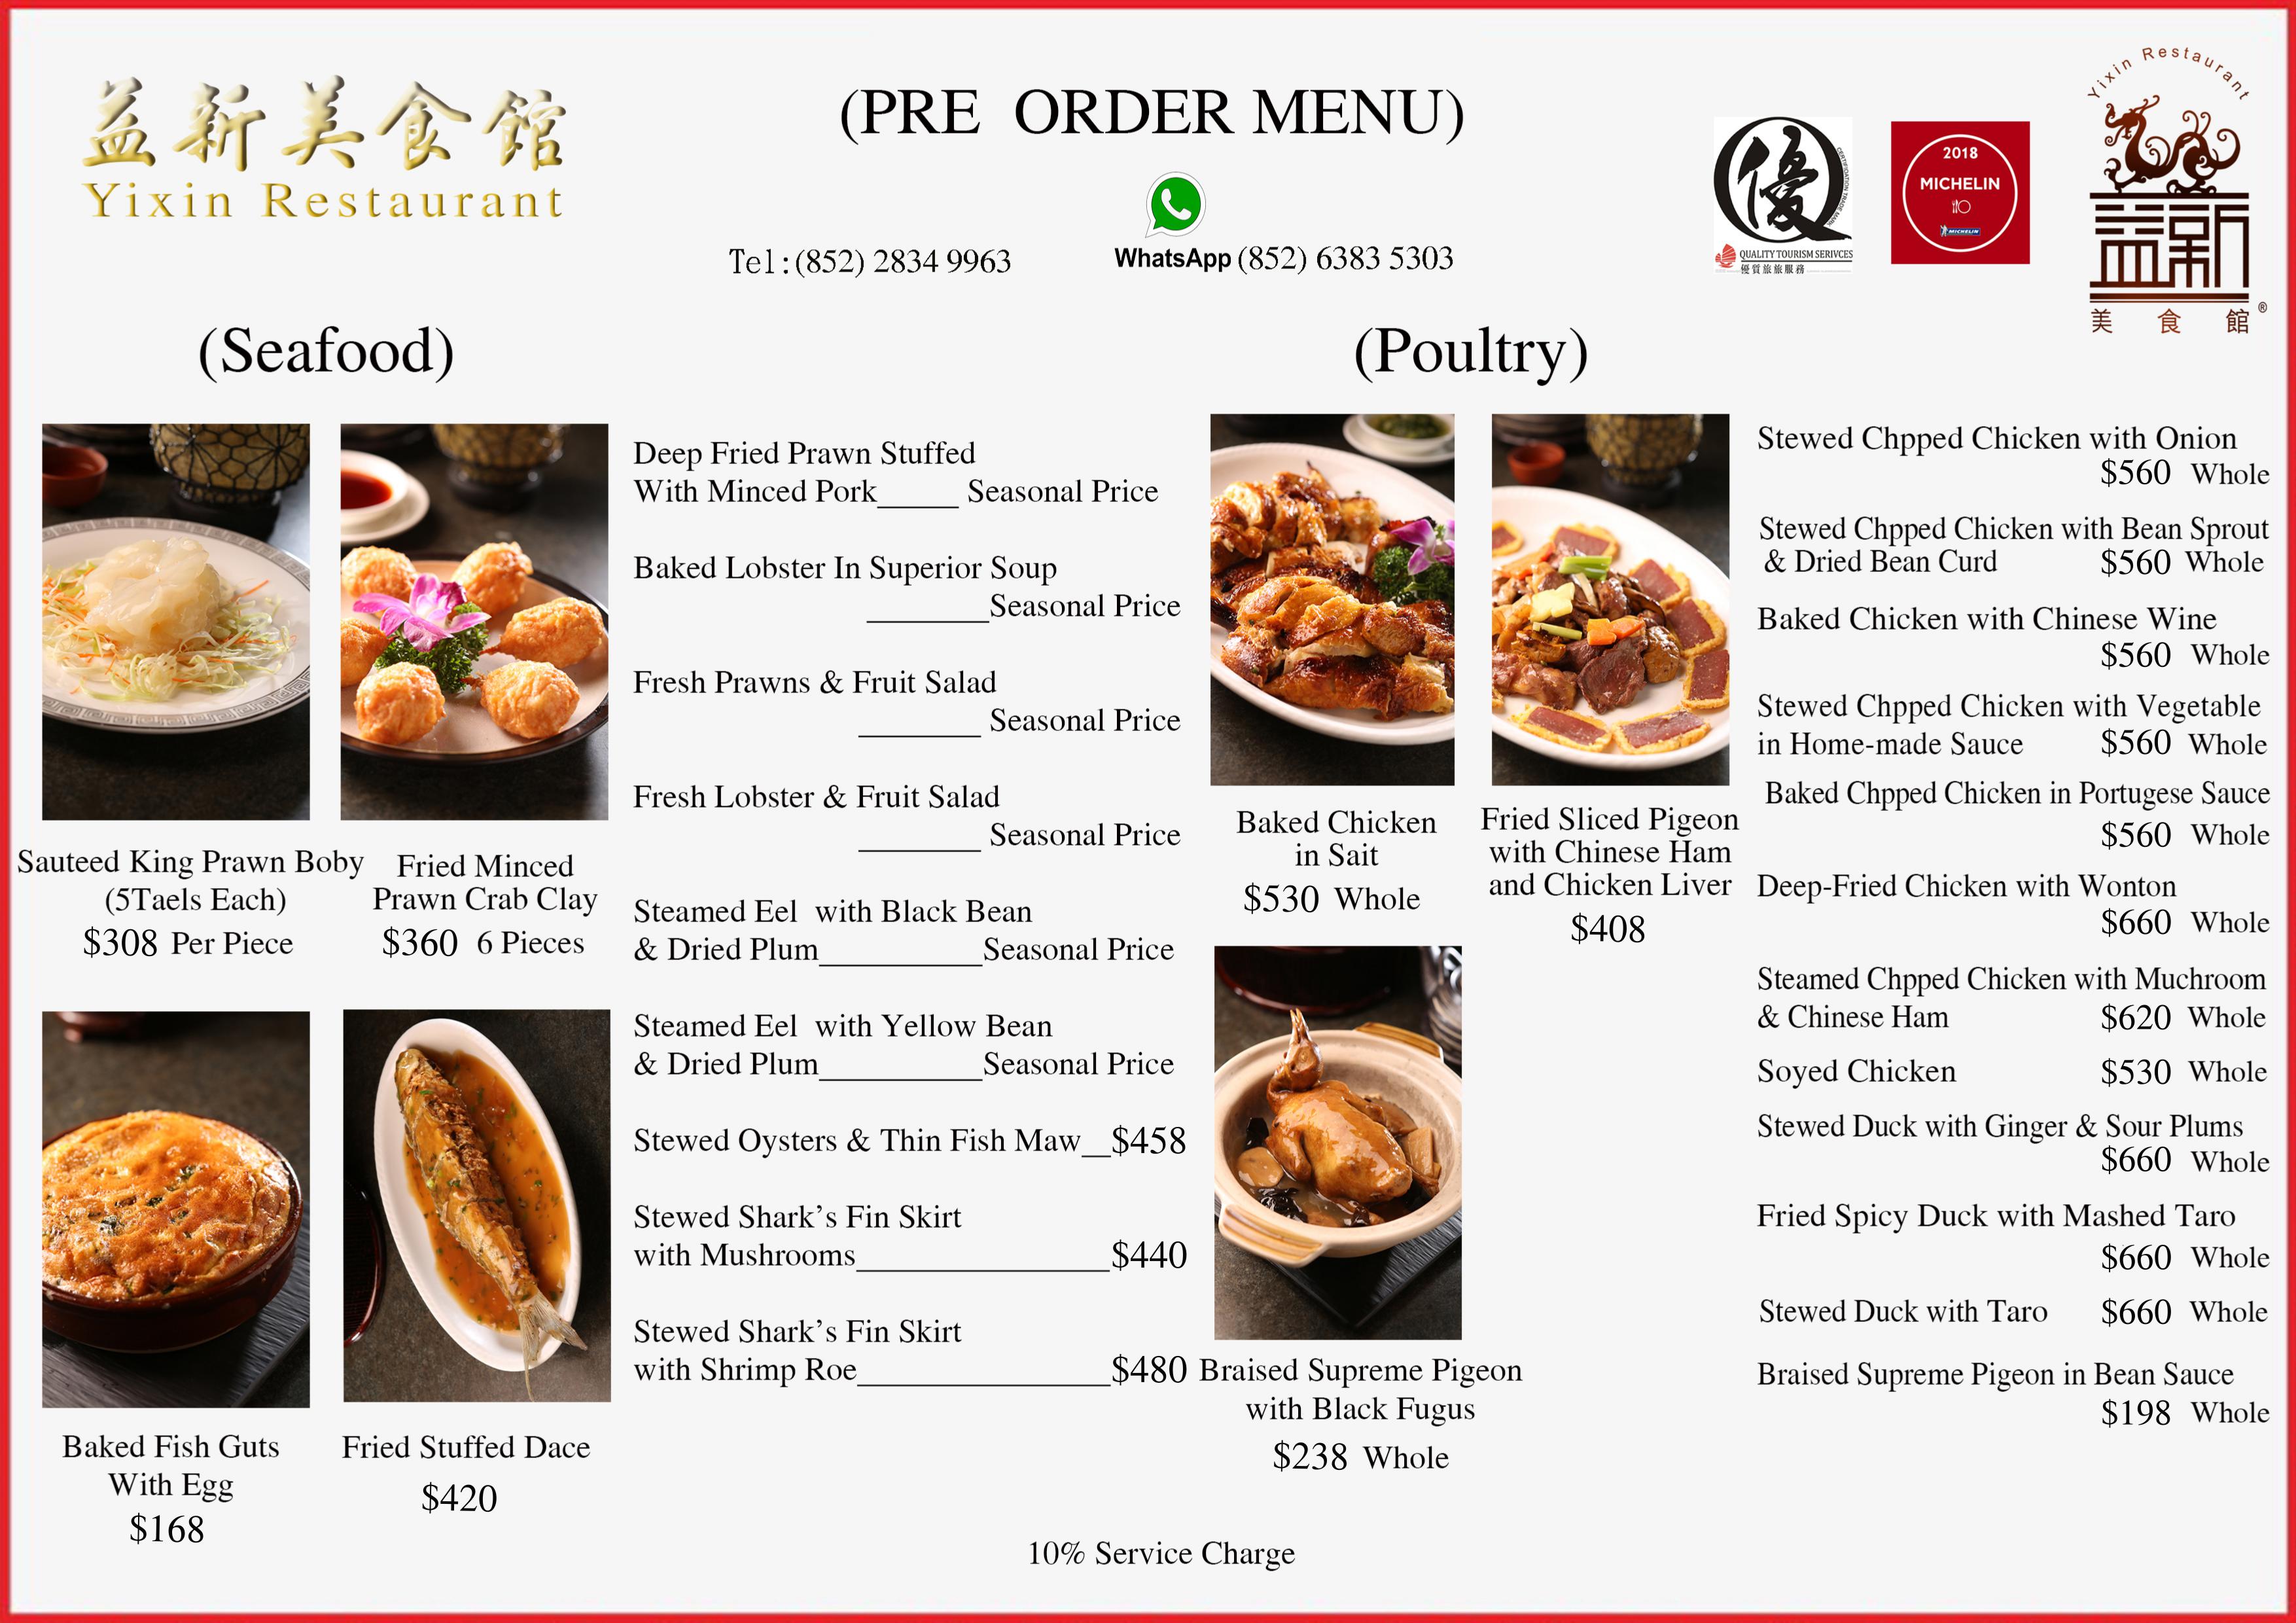 益新美食館
Yixin Restaurant
(PRE ORDER MENU)
Tel:(852) 2834 9963
WhatsApp (852) 6383 5303
優
CERTIFICATION TRADE MARK
QUALITY TOURISM SERIVCES
優質旅旅服務
2018
MICHELIN
MICHELIN
Yixin Restaurant
益新
®
美食館
(Seafood)
Sauteed King Prawn Boby
(5Taels Each)
$308 Per Piece
Fried Minced
Prawn Crab Clay
$360 6 Pieces
Baked Fish Guts
With Egg
$168
Fried Stuffed Dace
$420
Deep Fried Prawn Stuffed
With Minced Pork_____ Seasonal Price
Baked Lobster In Superior Soup
________Seasonal Price
Fresh Prawns & Fruit Salad
________ Seasonal Price
Fresh Lobster & Fruit Salad
________ Seasonal Price
Steamed Eel with Black Bean
& Dried Plum__________Seasonal Price
Steamed Eel with Yellow Bean
& Dried Plum__________Seasonal Price
Stewed Oysters & Thin Fish Maw__$458
Stewed Shark’s Fin Skirt
with Mushrooms________________$440
Stewed Shark’s Fin Skirt
with Shrimp Roe________________$480
(Poultry)
Baked Chicken
in Sait
$530 Whole
Fried Sliced Pigeon
with Chinese Ham
and Chicken Liver
$408
Braised Supreme Pigeon
with Black Fugus
$238 Whole
Stewed Chpped Chicken with Onion
$560 Whole
Stewed Chpped Chicken with Bean Sprout
& Dried Bean Curd $560 Whole
Baked Chicken with Chinese Wine
$560 Whole
Stewed Chpped Chicken with Vegetable
in Home-made Sauce $560 Whole
Baked Chpped Chicken in Portugese Sauce
$560 Whole
Deep-Fried Chicken with Wonton
$660 Whole
Steamed Chpped Chicken with Muchroom
& Chinese Ham $620 Whole
Soyed Chicken $530 Whole
Stewed Duck with Ginger & Sour Plums
$660 Whole
Fried Spicy Duck with Mashed Taro
$660 Whole
Stewed Duck with Taro $660 Whole
Braised Supreme Pigeon in Bean Sauce
$198 Whole
10% Service Charge